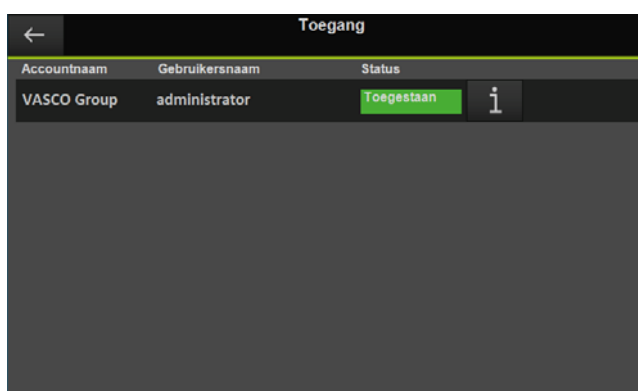 Toegang
Accountnaam Gebruikersnaam Status
VASCO Group administrator Toegestaan i